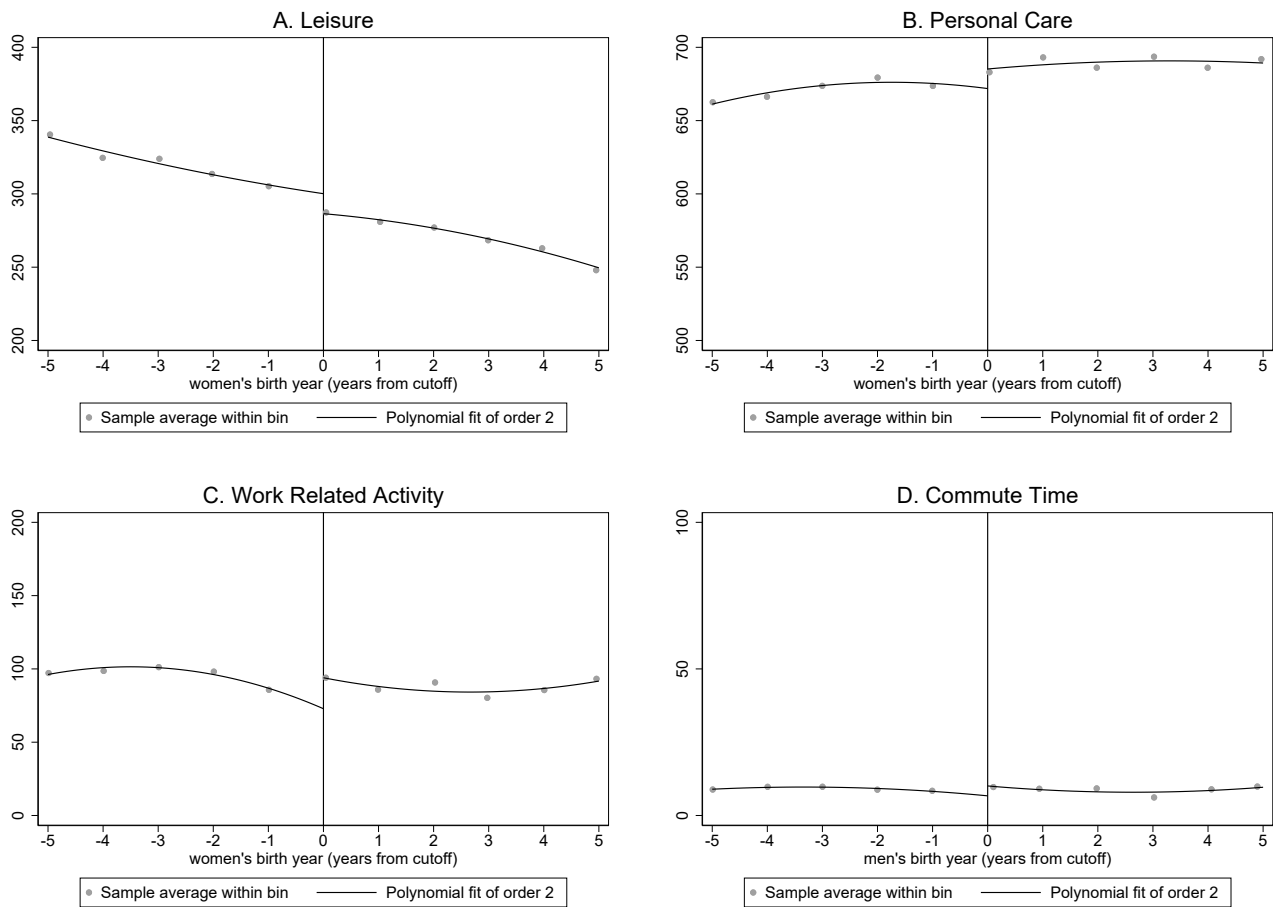 A. Leisure
400
350
300
250
200
-5 -4 -3 -2 -1 0 1 2 3 4 5
women's birth year (years from cutoff)
Sample average within bin Polynomial fit of order 2
B. Personal Care
700
650
600
550
500
-5 -4 -3 -2 -1 0 1 2 3 4 5
women's birth year (years from cutoff)
Sample average within bin Polynomial fit of order 2
C. Work Related Activity
200
150
100
50
0
-5 -4 -3 -2 -1 0 1 2 3 4 5
women's birth year (years from cutoff)
Sample average within bin Polynomial fit of order 2
D. Commute Time
100
50
0
-5 -4 -3 -2 -1 0 1 2 3 4 5
men's birth year (years from cutoff)
Sample average within bin Polynomial fit of order 2